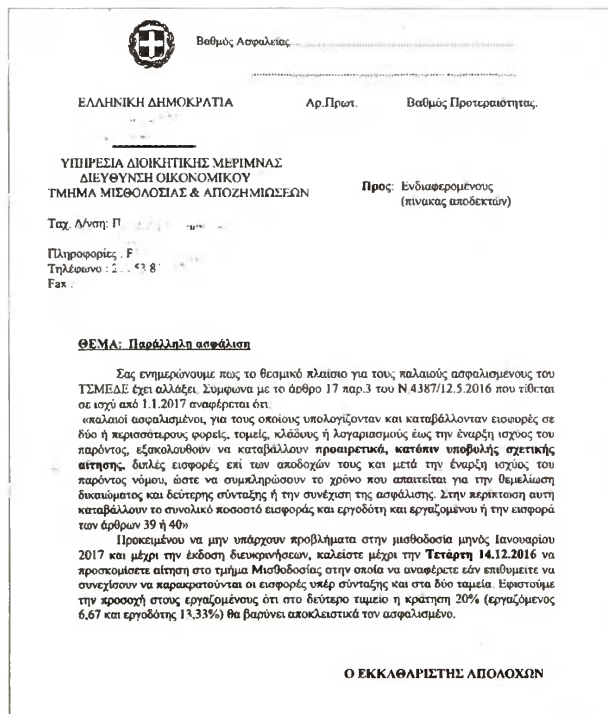 Βαθμός Ασφαλείας
ΕΛΛΗΝΙΚΗ ΔΗΜΟΚΡΑΤΙΑ Αρ.Πρωτ. Βαθμός Προτεραιότητας.
ΥΠΗΡΕΣΙΑ ΔΙΟΙΚΗΤΙΚΗΣ ΜΕΡΙΜΝΑΣ
ΔΙΕΥΘΥΝΣΗ ΟΙΚΟΝΟΜΙΚΟΥ
ΤΜΗΜΑ ΜΙΣΘΟΛΟΣΙΑΣ & ΑΠΟΖΗΜΙΩΣΕΩΝ
Προς: Ενδιαφερομένους
(πίνακας αποδεκτών)
Ταχ. Δ/νση: Π
Πληροφορίες :
Τηλέφωνο :
Fax :
ΘΕΜΑ: Παράλληλη ασφάλιση
Σας ενημερώνουμε πως το θεσμικό πλαίσιο για τους παλαιούς ασφαλισμένους του
ΤΣΜΕΔΕ έχει αλλάξει. Σύμφωνα με το άρθρο 17 παρ.3 του Ν.4387/12.5.2016 που τίθεται
σε ισχύ από 1.1.2017 αναφέρεται ότι:
«παλαιοί ασφαλισμένοι, για τους οποίους υπολογίζονταν και καταβάλλονταν εισφορές σε
δύο ή περισσότερους φορείς, τομείς, κλάδους ή λογαριασμούς έως την έναρξη ισχύος του
παρόντος, εξακολουθούν να καταβάλλουν προαιρετικά, κατόπιν υποβολής σχετικής
αίτησης, διπλές εισφορές επί των αποδοχών τους και μετά την έναρξη ισχύος του
παρόντος νόμου, ώστε να συμπληρώσουν το χρόνο που απαιτείται για την θεμελίωση
δικαιώματος και δεύτερης σύνταξης ή την συνέχιση της ασφάλισης. Στην περίπτωση αυτή
καταβάλλουν το συνολικό ποσοστό εισφοράς και εργοδότη και εργαζομένου ή την εισφορά
των άρθρων 39 ή 40»
Προκειμένου να μην υπάρχουν προβλήματα στην μισθοδοσία μηνός Ιανουαρίου
2017 και μέχρι την έκδοση διευκρινήσεων, καλείστε μέχρι την Τετάρτη 14.12.2016 να
προσκομίσετε αίτηση στο τμήμα Μισθοδοσίας στην οποία να αναφέρετε εάν επιθυμείτε να
συνεχίσουν να παρακρατούνται οι εισφορές υπέρ σύνταξης και στα δύο ταμεία. Εφιστούμε
την προσοχή στους εργαζομένους ότι στο δεύτερο ταμείο η κράτηση 20% (εργαζόμενος
6,67 και εργοδότης 13,33%) θα βαρύνει αποκλειστικά τον ασφαλισμένο.
Ο ΕΚΚΑΘΑΡΙΣΤΗΣ ΑΠΟΛΟΧΩΝ